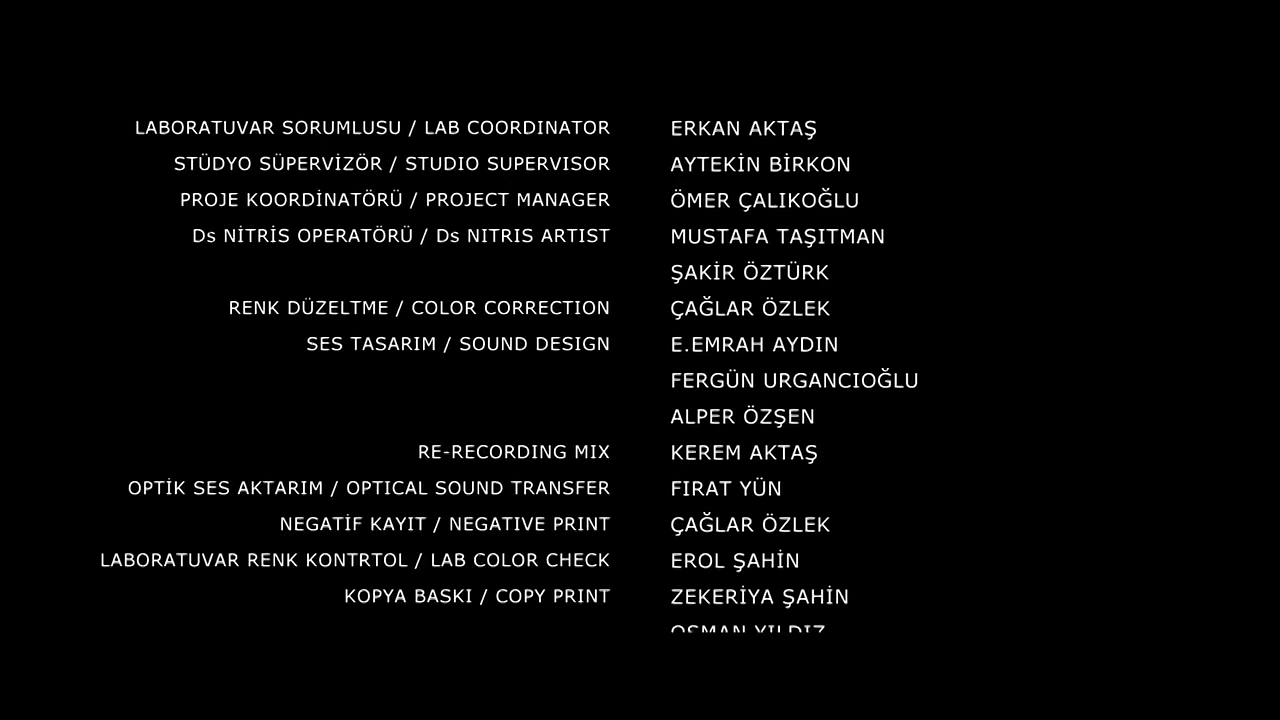 LABORATUVAR SORUMLUSU / LAB COORDINATOR ERKAN AKTAŞ
STÜDYO SÜPERVİZÖR / STUDIO SUPERVISOR AYTEKİN BİRKON
PROJE KOORDİNATÖRÜ / PROJECT MANAGER ÖMER ÇALIKOĞLU
Ds NİTRİS OPERATÖRÜ / Ds NITRIS ARTIST MUSTAFA TAŞITMAN
ŞAKİR ÖZTÜRK
RENK DÜZELTME / COLOR CORRECTION ÇAĞLAR ÖZLEK
SES TASARIM / SOUND DESIGN E.EMRAH AYDIN
FERGÜN URGANCIOĞLU
ALPER ÖZŞEN
RE-RECORDING MIX KEREM AKTAŞ
OPTİK SES AKTARIM / OPTICAL SOUND TRANSFER FIRAT YÜN
NEGATİF KAYIT / NEGATIVE PRINT ÇAĞLAR ÖZLEK
LABORATUVAR RENK KONTRTOL / LAB COLOR CHECK EROL ŞAHİN
KOPYA BASKI / COPY PRINT ZEKERİYA ŞAHİN
OSMAN YILDIZ